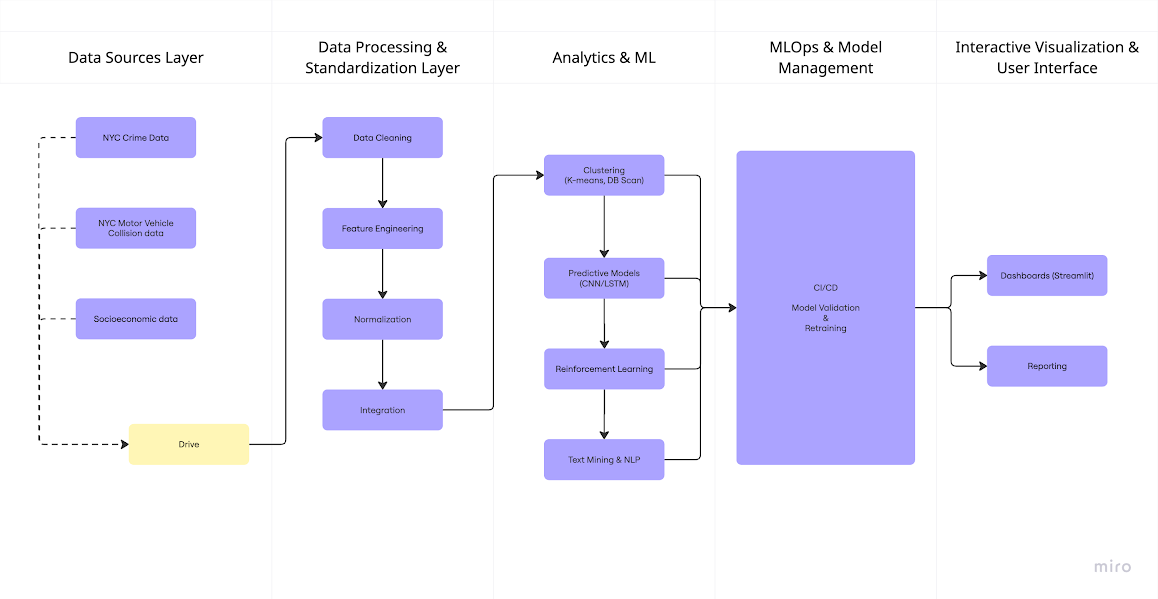 Data Sources Layer
Data Processing &
Standardization Layer
Analytics & ML
MLOps & Model
Management
Interactive Visualization &
User Interface
NYC Crime Data
NYC Motor Vehicle
Collision data
Socioeconomic data
Drive
Data Cleaning
Feature Engineering
Normalization
Integration
Clustering
(K-means, DB Scan)
Predictive Models
(CNN/LSTM)
Reinforcement Learning
Text Mining & NLP
CI/CD
Model Validation
&
Retraining
Dashboards (Streamlit)
Reporting
miro